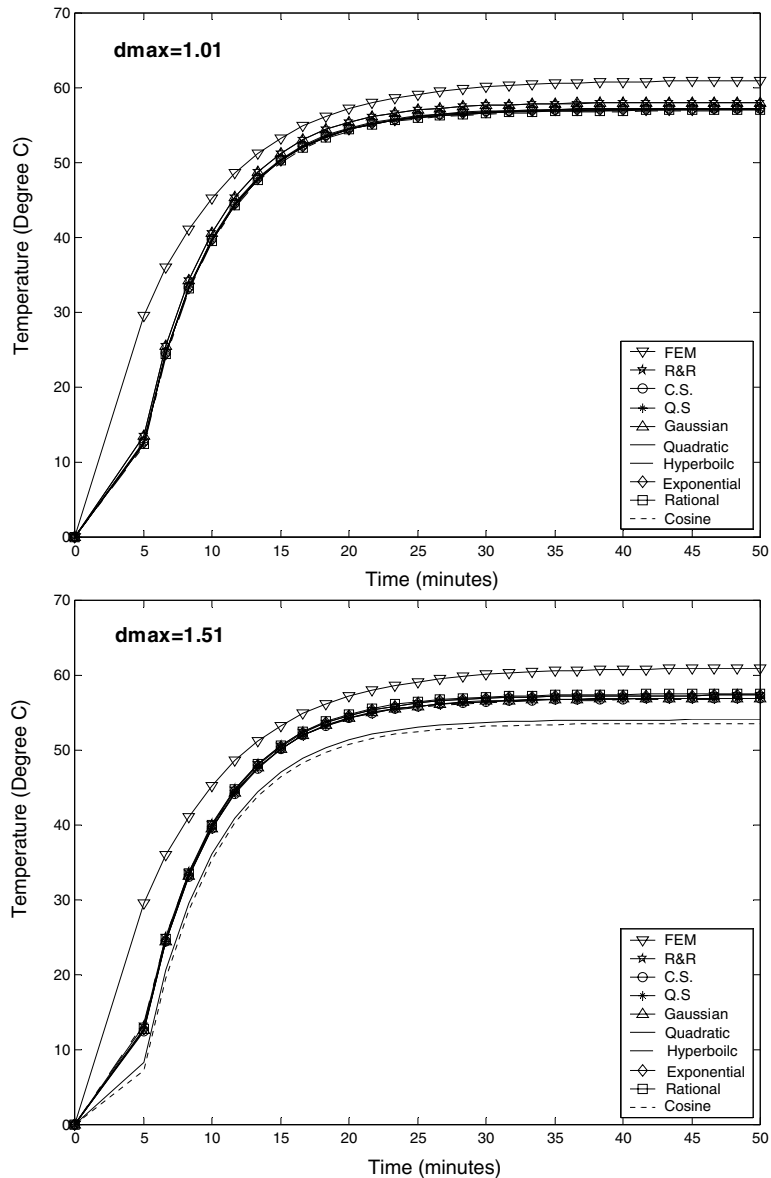 70
dmax=1.01
60
50
40
30
20
10
0
Temperature (Degree C)
FEM
R&R
C.S.
Q.S
Gaussian
Quadratic
Hyperboilc
Exponential
Rational
Cosine
0 5 10 15 20 25 30 35 40 45 50
Time (minutes)
70
dmax=1.51
60
50
40
30
20
10
0
Temperature (Degree C)
FEM
R&R
C.S.
Q.S
Gaussian
Quadratic
Hyperboilc
Exponential
Rational
Cosine
0 5 10 15 20 25 30 35 40 45 50
Time (minutes)